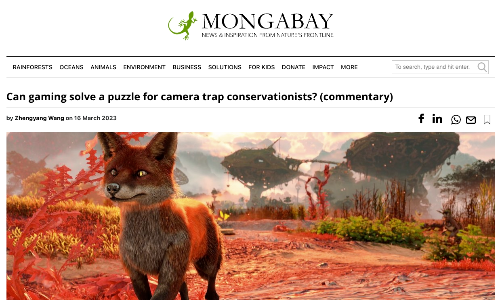 MONGABAY
NEWS & INSPIRATION FROM NATURE'S FRONTLINE
RAINFORESTS OCEANS ANIMALS ENVIRONMENT BUSINESS SOLUTIONS FOR KIDS DONATE IMPACT MORE
To search, type and hit enter.
Can gaming solve a puzzle for camera trap conservationists? (commentary)
by Zhengyang Wang on 16 March 2023